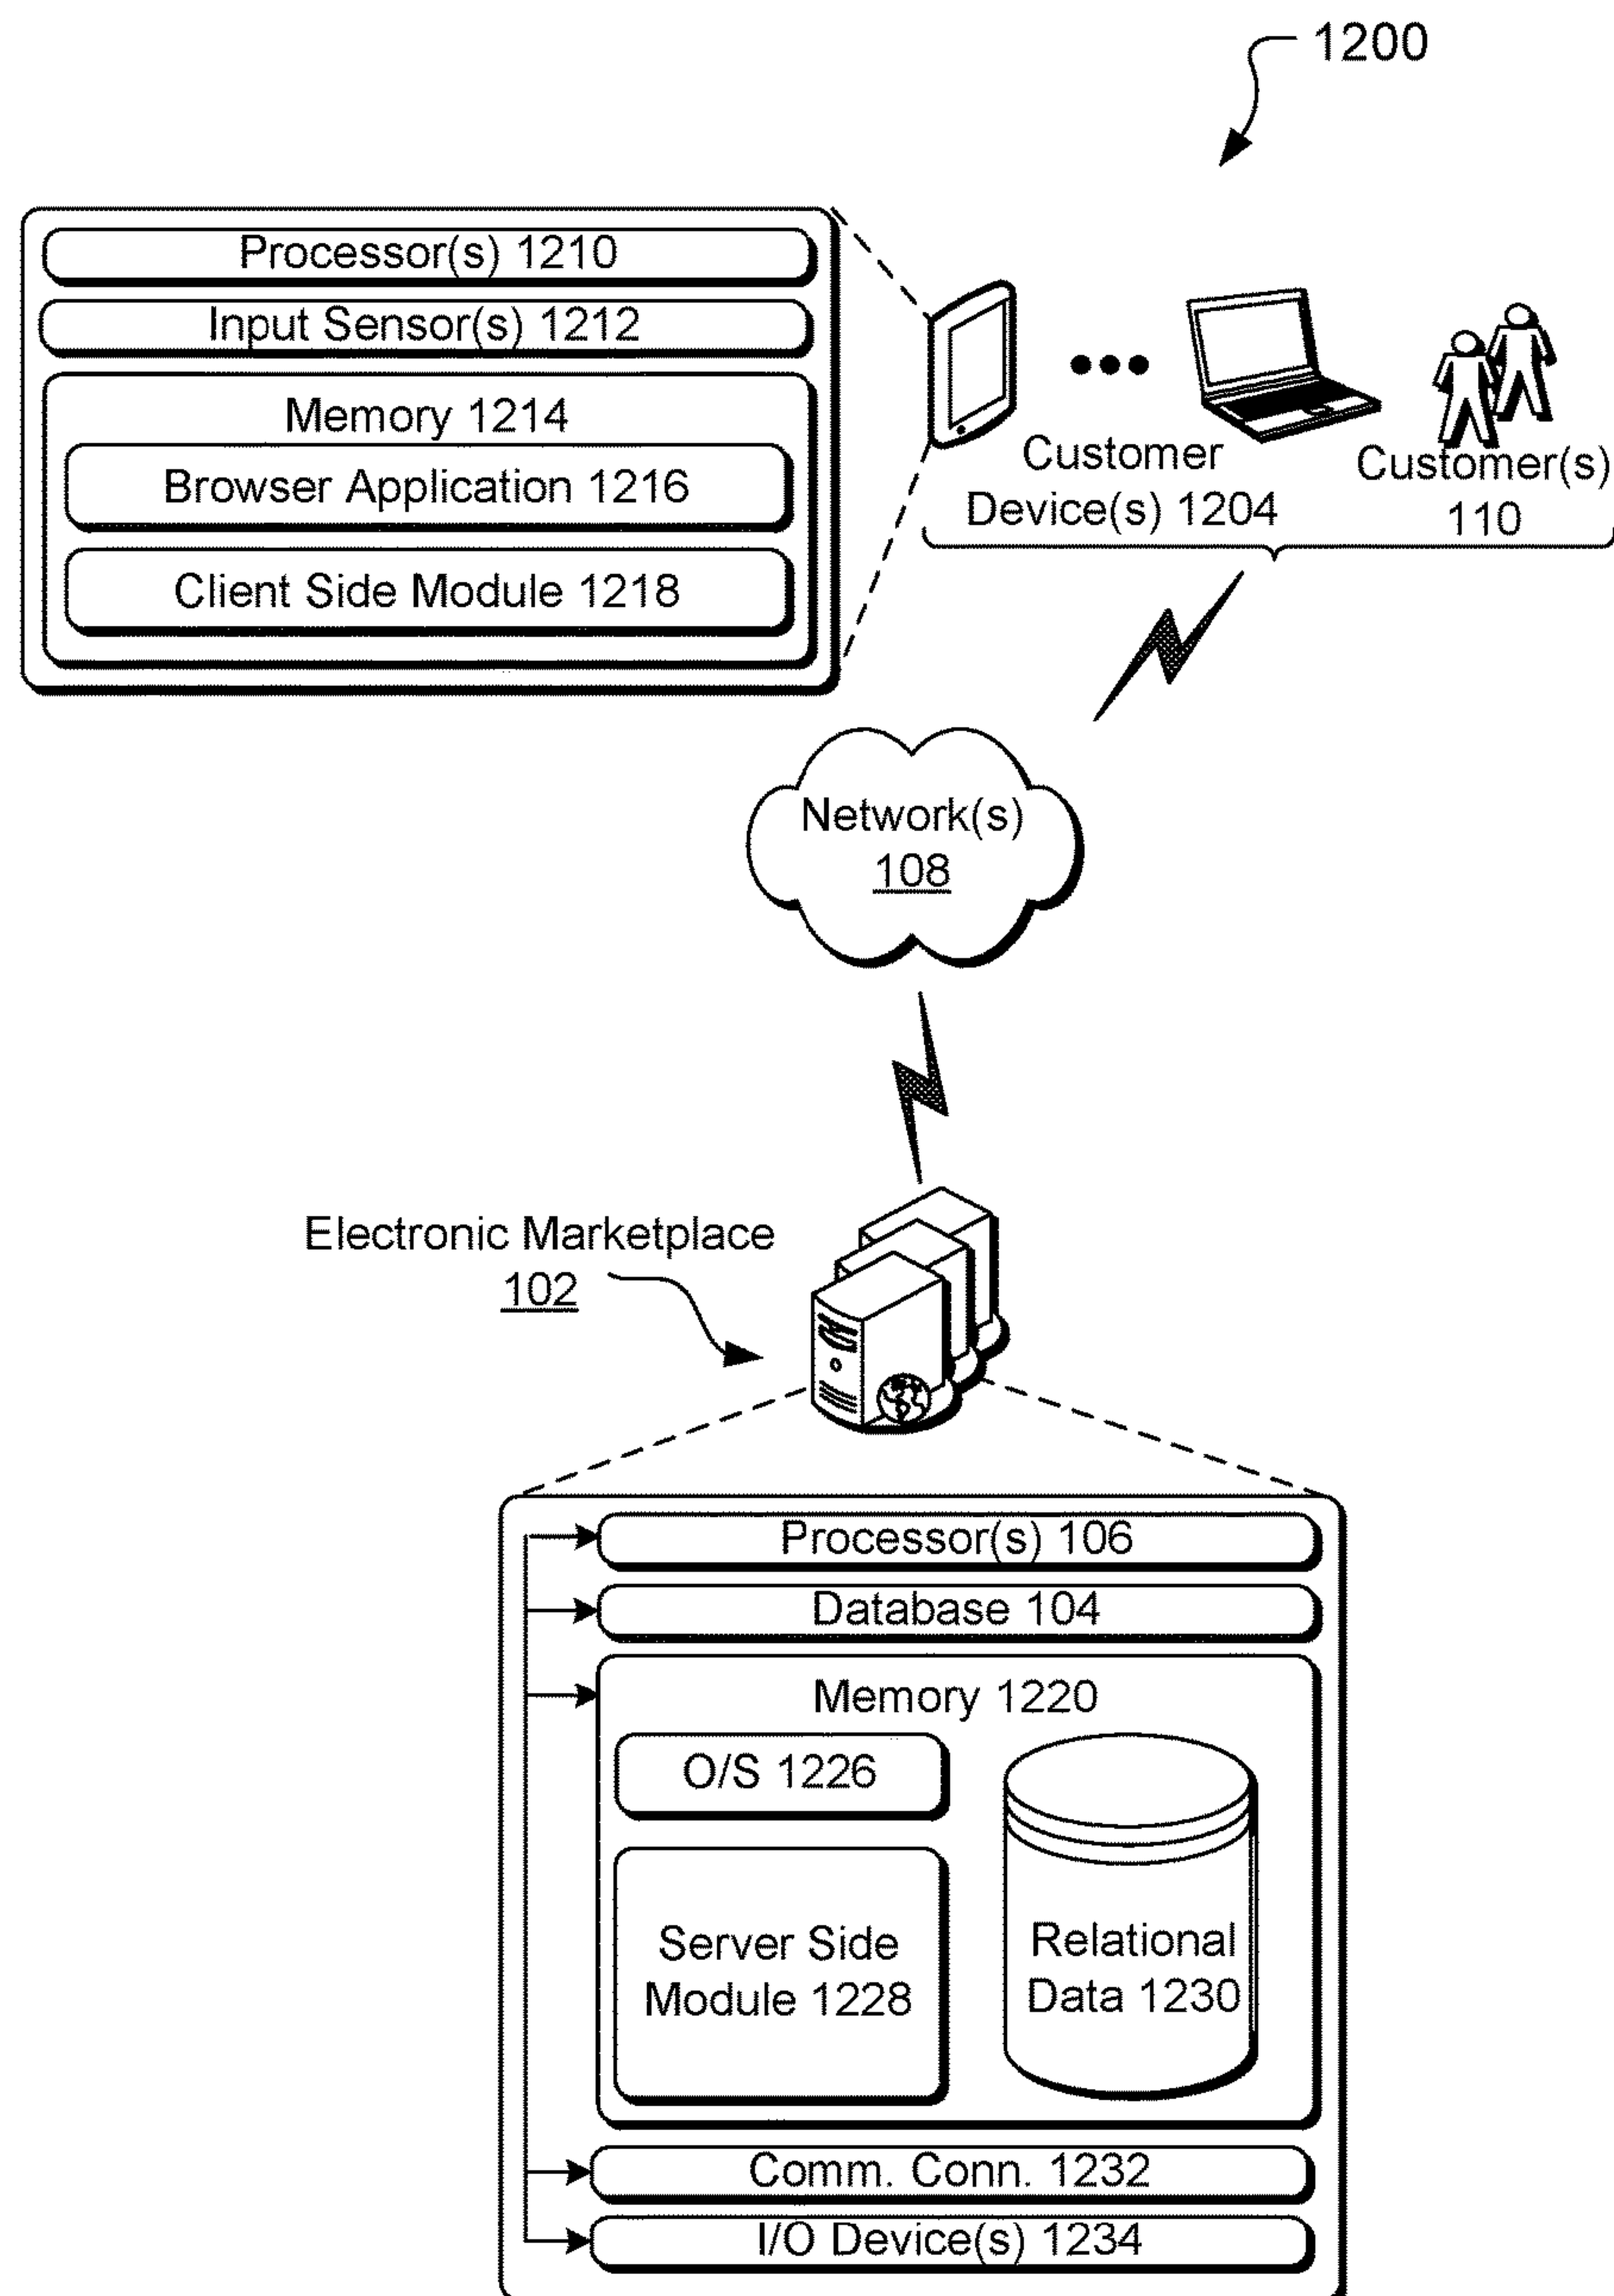 1200
Processor(s) 1210
Input Sensor(s) 1212
Memory 1214
Browser Application 1216
Client Side Module 1218
Customer
Device(s) 1204
Customer(s)
110
Network(s)
108
Electronic Marketplace
102
Processor(s) 106
Database 104
Memory 1220
O/S 1226
Server Side
Module 1228
Relational
Data 1230
Comm. Conn. 1232
I/O Device(s) 1234